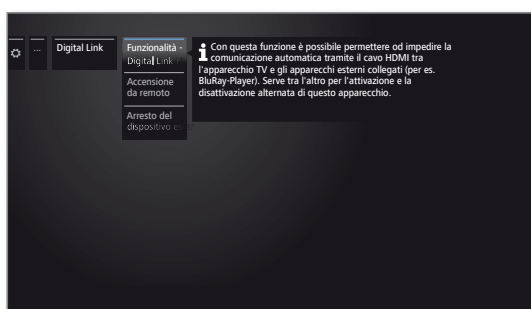 ... Digital Link Funzionalità -
Digital Link
Accensione
da remoto
Arresto del
dispositivo
Con questa funzione è possibile permettere od impedire la
comunicazione automatica tramite il cavo HDMI tra
l'apparecchio TV e gli apparecchi esterni collegati (per es.
BluRay-Player). Serve tra l'altro per l'attivazione e la
disattivazione alternata di questo apparecchio.